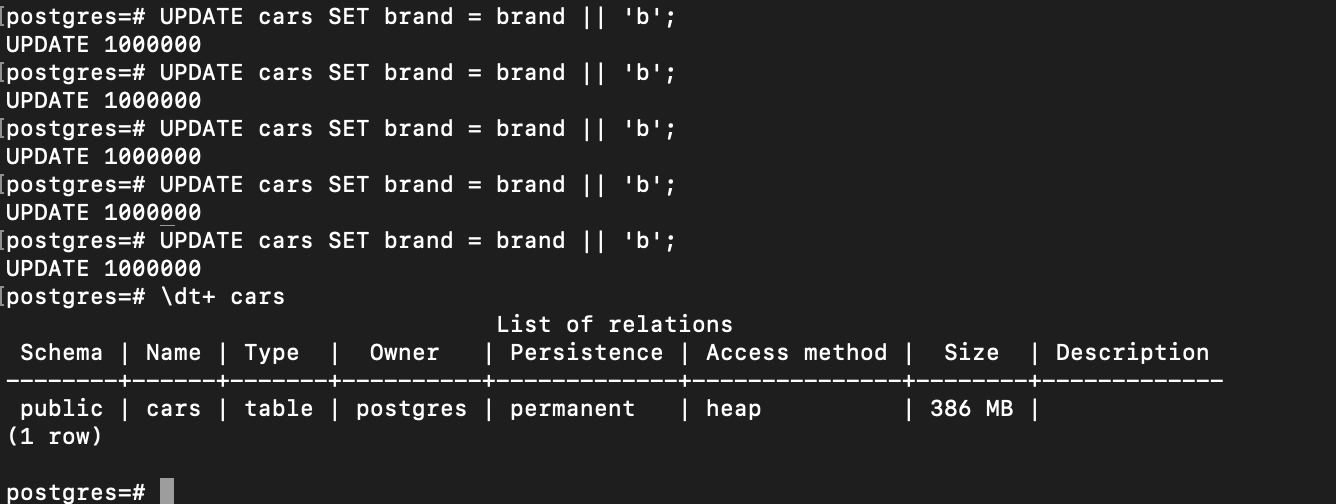 [postgres=# UPDATE cars SET brand = brand || 'b';
UPDATE 1000000
[postgres=# UPDATE cars SET brand = brand || 'b';
UPDATE 1000000
[postgres=# UPDATE cars SET brand = brand || 'b';
UPDATE 1000000
[postgres=# UPDATE cars SET brand = brand || 'b';
UPDATE 1000000
[postgres=# UPDATE cars SET brand = brand || 'b';
UPDATE 1000000
[postgres=# \dt+ cars
                                   List of relations
 Schema | Name | Type  |  Owner   | Persistence | Access method |  Size  | Description
--------+------+-------+----------+-------------+---------------+--------+-------------
 public | cars | table | postgres | permanent   | heap          | 386 MB |
(1 row)
postgres=#